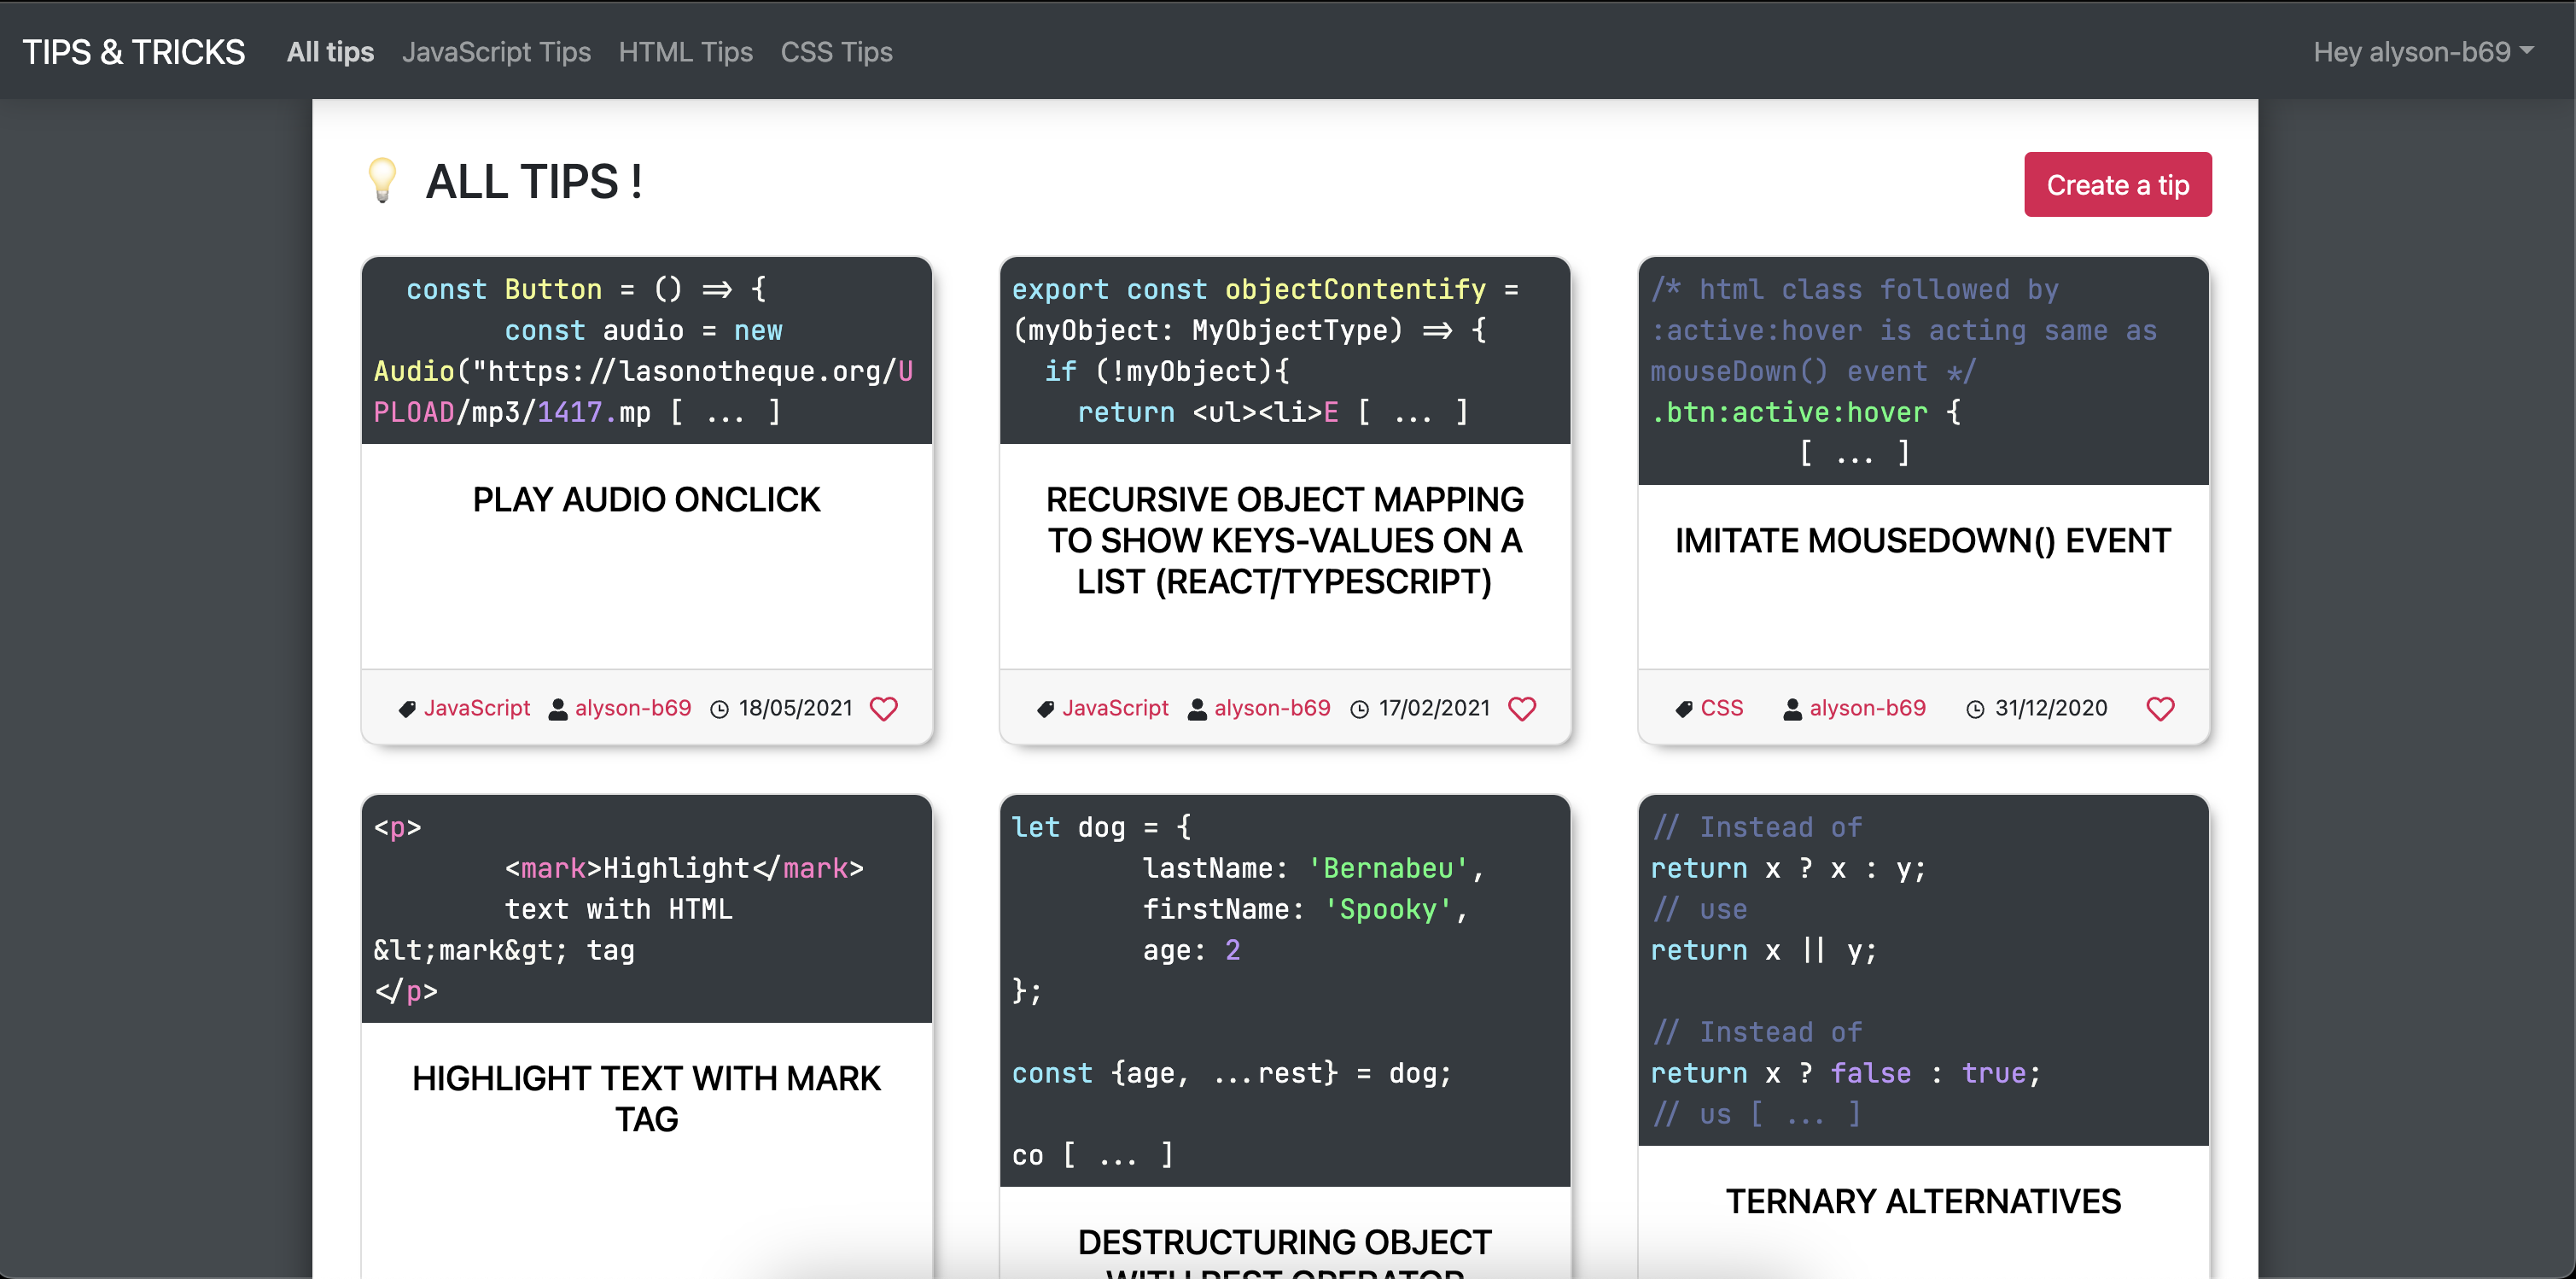 TIPS & TRICKS All tips JavaScript Tips HTML Tips CSS Tips Hey alyson-b69
ALL TIPS !
Create a tip
const Button = () => {
const audio = new
Audio("https://lasonotheque.org/U
PLOAD/mp3/1417.mp [ ... ]
PLAY AUDIO ONCLICK
JavaScript alyson-b69 18/05/2021
export const objectContentify =
(myObject: MyObjectType) => {
if (!myObject){
return <ul><li>E [ ... ]
RECURSIVE OBJECT MAPPING
TO SHOW KEYS-VALUES ON A
LIST (REACT/TYPESCRIPT)
JavaScript alyson-b69 17/02/2021
/* html class followed by
:active:hover is acting same as
mouseDown() event */
.btn:active:hover {
[ ... ]
IMITATE MOUSEDOWN() EVENT
CSS alyson-b69 31/12/2020
<p>
<mark>Highlight</mark>
text with HTML
&lt;mark&gt; tag
</p>
HIGHLIGHT TEXT WITH MARK
TAG
let dog = {
lastName: 'Bernabeu',
firstName: 'Spooky',
age: 2
};
const {age, ...rest} = dog;
co [ ... ]
DESTRUCTURING OBJECT
WITH REST OPERATOR
// Instead of
return x ? x : y;
// use
return x || y;
// Instead of
return x ? false : true;
// us [ ... ]
TERNARY ALTERNATIVES